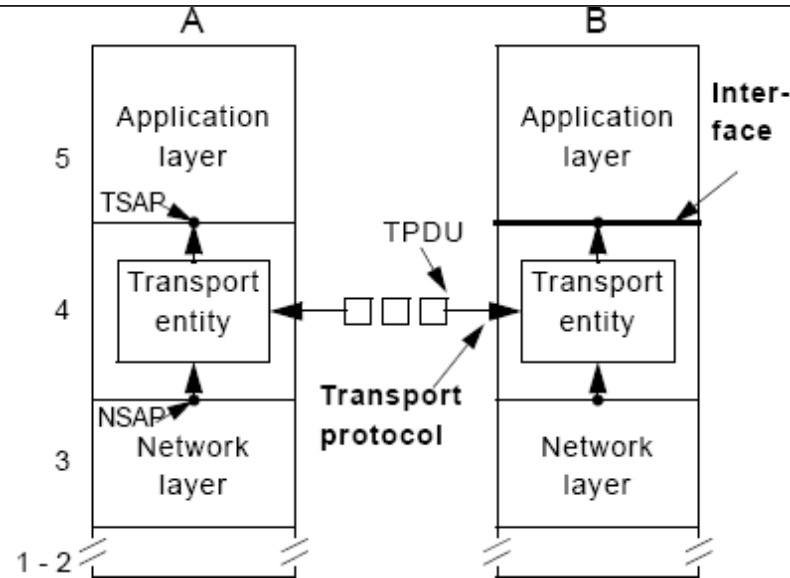 A
B
Application
layer
Application
layer
Inter-
face
5
TSAP
TPDU
Transport
entity
Transport
entity
4
Transport
protocol
NSAP
Network
layer
Network
layer
3
1 - 2